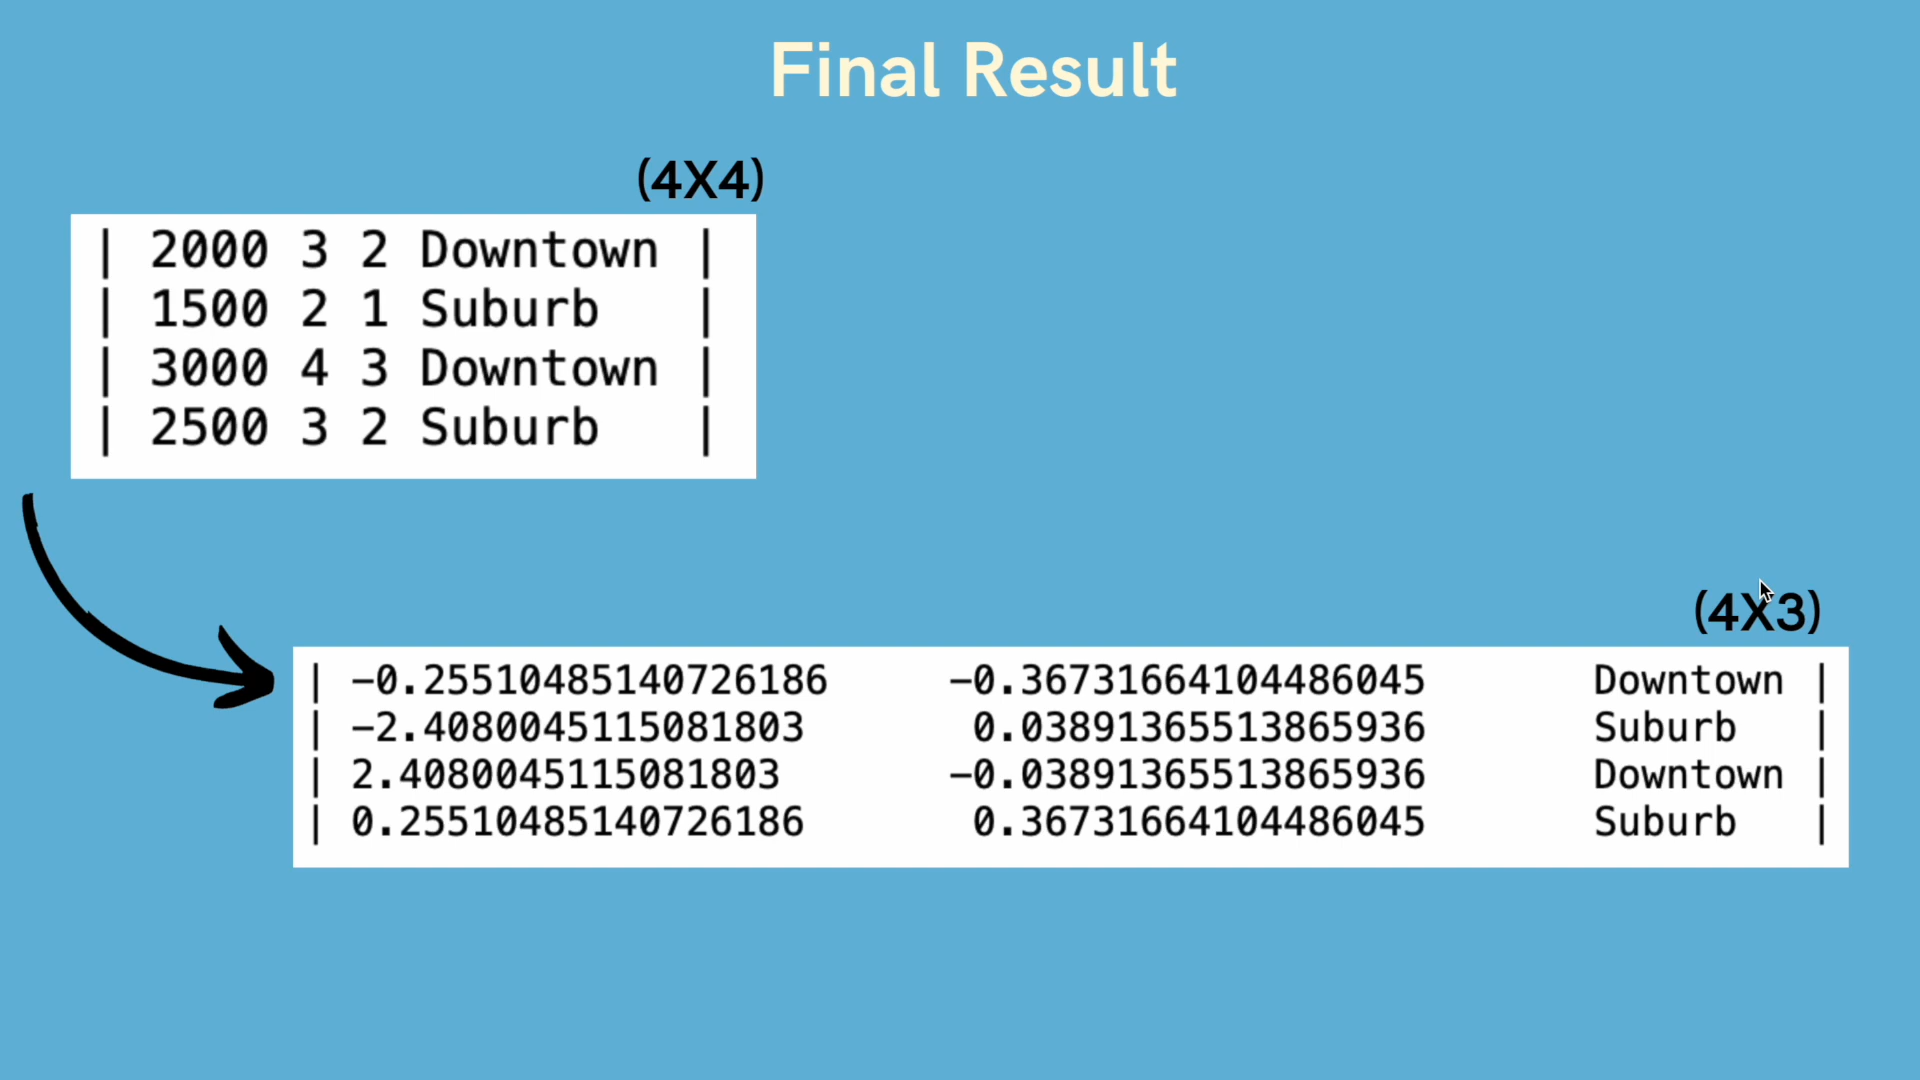 Final Result
(4X4)
| 2000 3 2 Downtown |
| 1500 2 1 Suburb |
| 3000 4 3 Downtown |
| 2500 3 2 Suburb |
(4X3)
| −0.25510485140726186 −0.36731664104486045 Downtown |
| −2.4080045115081803 0.03891365513865936 Suburb |
| 2.4080045115081803 −0.03891365513865936 Downtown |
| 0.25510485140726186 0.36731664104486045 Suburb |